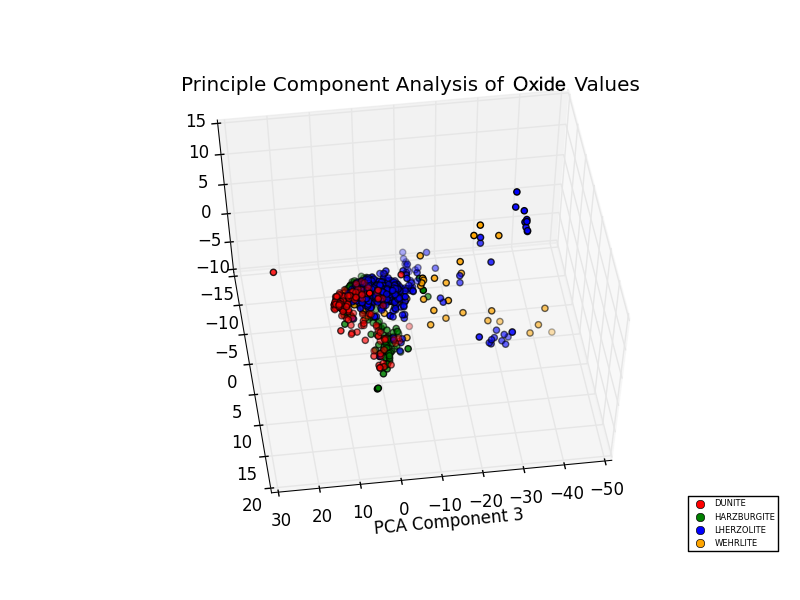 Principle Component Analysis of Oxide Values
15
10
5
0
−5
−10
−15
−10
−5
0
5
10
15
20
30 20 10 0 −10 −20 −30 −40 −50
PCA Component 3
DUNITE
HARZBURGITE
LHERZOLITE
WEHRLITE